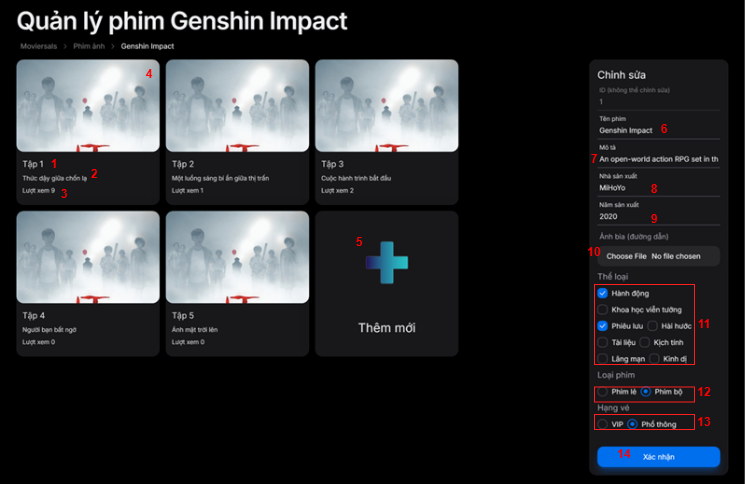 Quản lý phim Genshin Impact
Moviersals > Phim ảnh > Genshin Impact
4
Tập 1 1
Thức dậy giữa chốn lạ 2
Lượt xem 9 3
Tập 2
Một luồng sáng bí ẩn giữa thị trấn
Lượt xem 1
Tập 3
Cuộc hành trình bắt đầu
Lượt xem 2
Tập 4
Người bạn bất ngờ
Lượt xem 0
Tập 5
Ánh mặt trời lên
Lượt xem 0
5
Thêm mới
Chỉnh sửa
ID (không thể chỉnh sửa)
1
Tên phim
Genshin Impact 6
Mô tả
7 An open-world action RPG set in th
Nhà sản xuất
MiHoYo 8
Năm sản xuất
2020 9
Ảnh bìa (đường dẫn)
10 Choose File No file chosen
Thể loại
Hành động
Khoa học viễn tưởng
Phiêu lưu Hài hước 11
Tài liệu Kịch tính
Lãng mạn Kinh dị
Loại phim
Phim lẻ Phim bộ 12
Hạng vé
VIP Phổ thông 13
14 Xác nhận